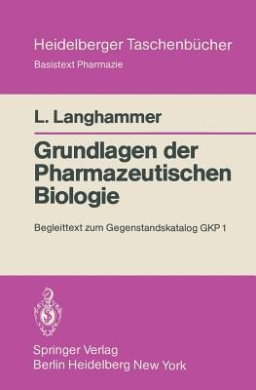 Heidelberger Taschenbücher
Basistext Pharmazie
L. Langhammer
Grundlagen der
Pharmazeutischen
Biologie
Begleittext zum Gegenstandskatalog GKP 1
Springer Verlag
Berlin Heidelberg New York